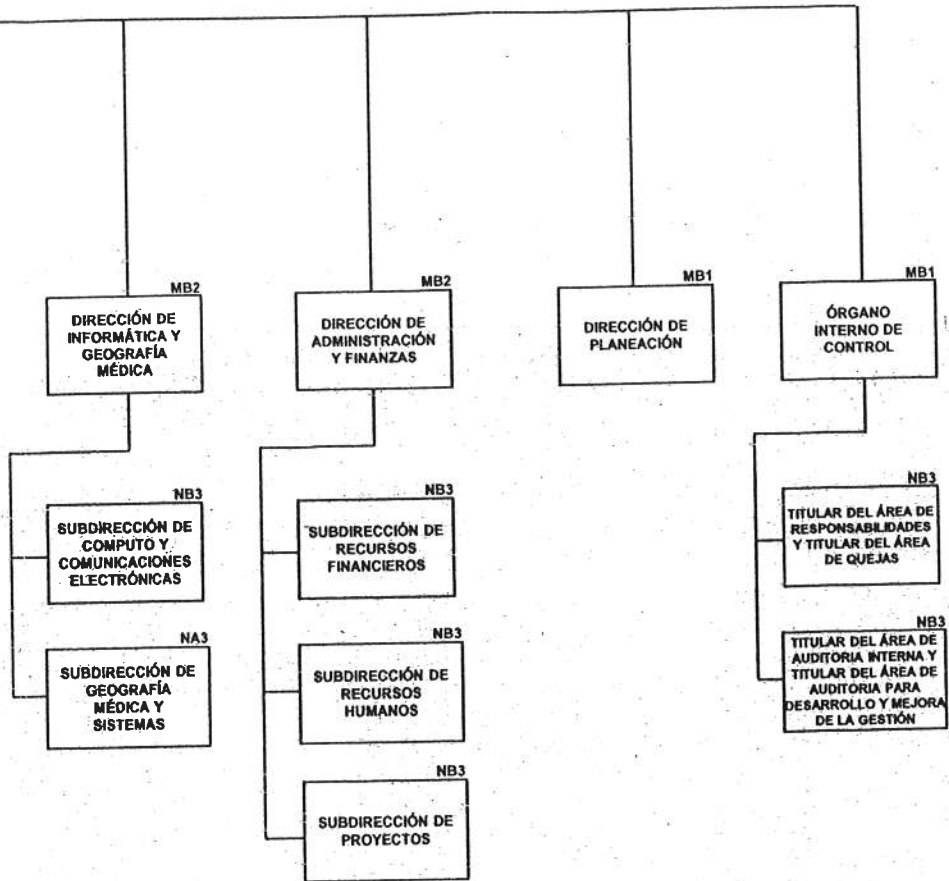 MB2
DIRECCIÓN DE
INFORMÁTICA Y
GEOGRAFÍA
MÉDICA
MB2
DIRECCIÓN DE
ADMINISTRACIÓN
Y FINANZAS
MB1
DIRECCIÓN DE
PLANEACIÓN
MB1
ÓRGANO
INTERNO DE
CONTROL
NB3
SUBDIRECCIÓN DE
COMPUTO Y
COMUNICACIONES
ELECTRÓNICAS
NA3
SUBDIRECCIÓN DE
GEOGRAFÍA
MÉDICA Y
SISTEMAS
NB3
SUBDIRECCIÓN DE
RECURSOS
FINANCIEROS
NB3
SUBDIRECCIÓN DE
RECURSOS
HUMANOS
NB3
SUBDIRECCIÓN DE
PROYECTOS
NB3
TITULAR DEL ÁREA DE
RESPONSABILIDADES
Y TITULAR DEL ÁREA
DE QUEJAS
NB3
TITULAR DEL ÁREA DE
AUDITORIA INTERNA Y
TITULAR DEL ÁREA DE
AUDITORIA PARA
DESARROLLO Y MEJORA
DE LA GESTIÓN